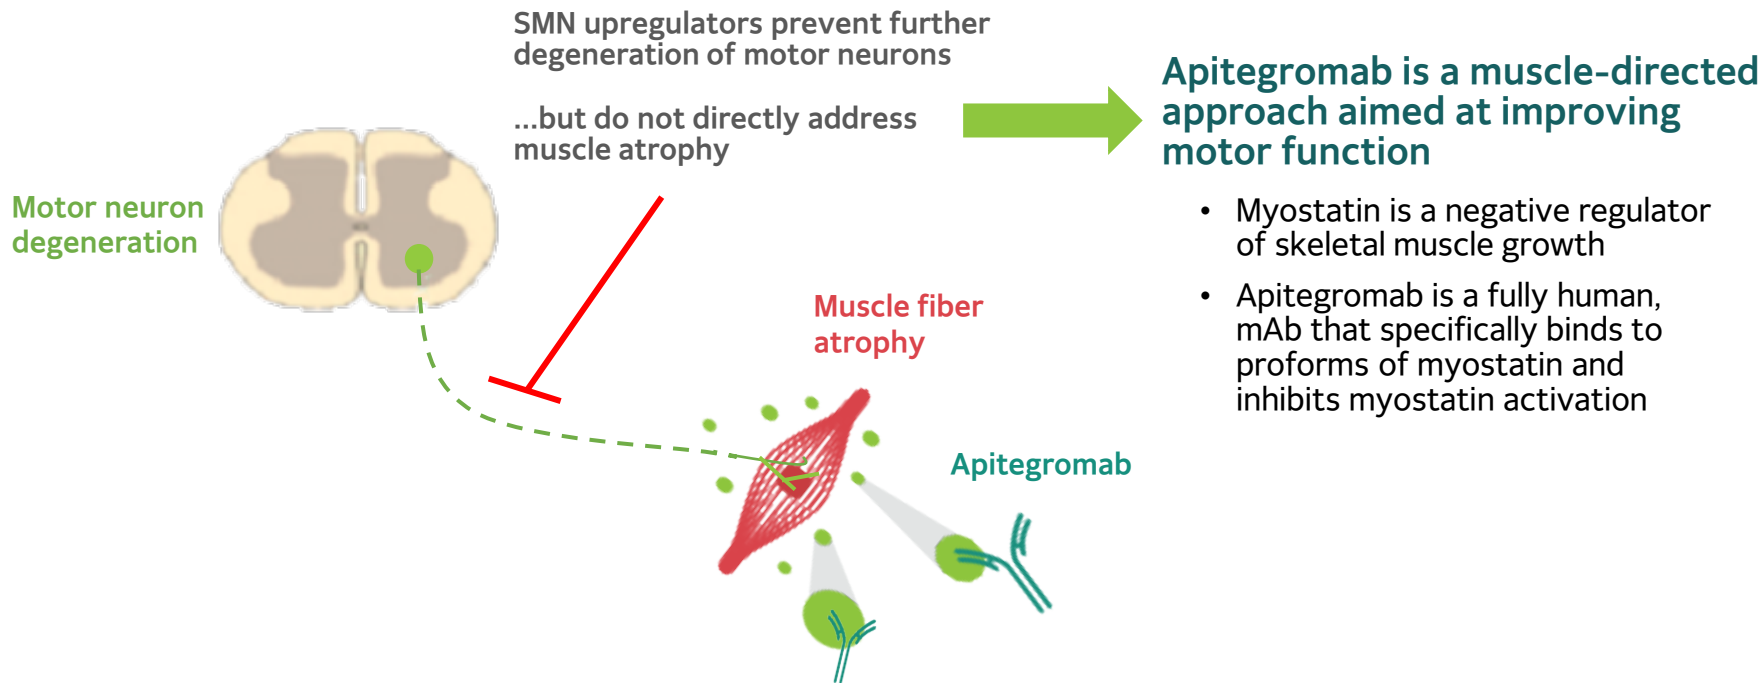 SMN upregulators prevent further
degeneration of motor neurons
...but do not directly address
muscle atrophy
Apitegromab is a muscle-directed
approach aimed at improving
motor function
• Myostatin is a negative regulator
of skeletal muscle growth
• Apitegromab is a fully human,
mAb that specifically binds to
proforms of myostatin and
inhibits myostatin activation
Motor neuron
degeneration
Muscle fiber
atrophy
Apitegromab